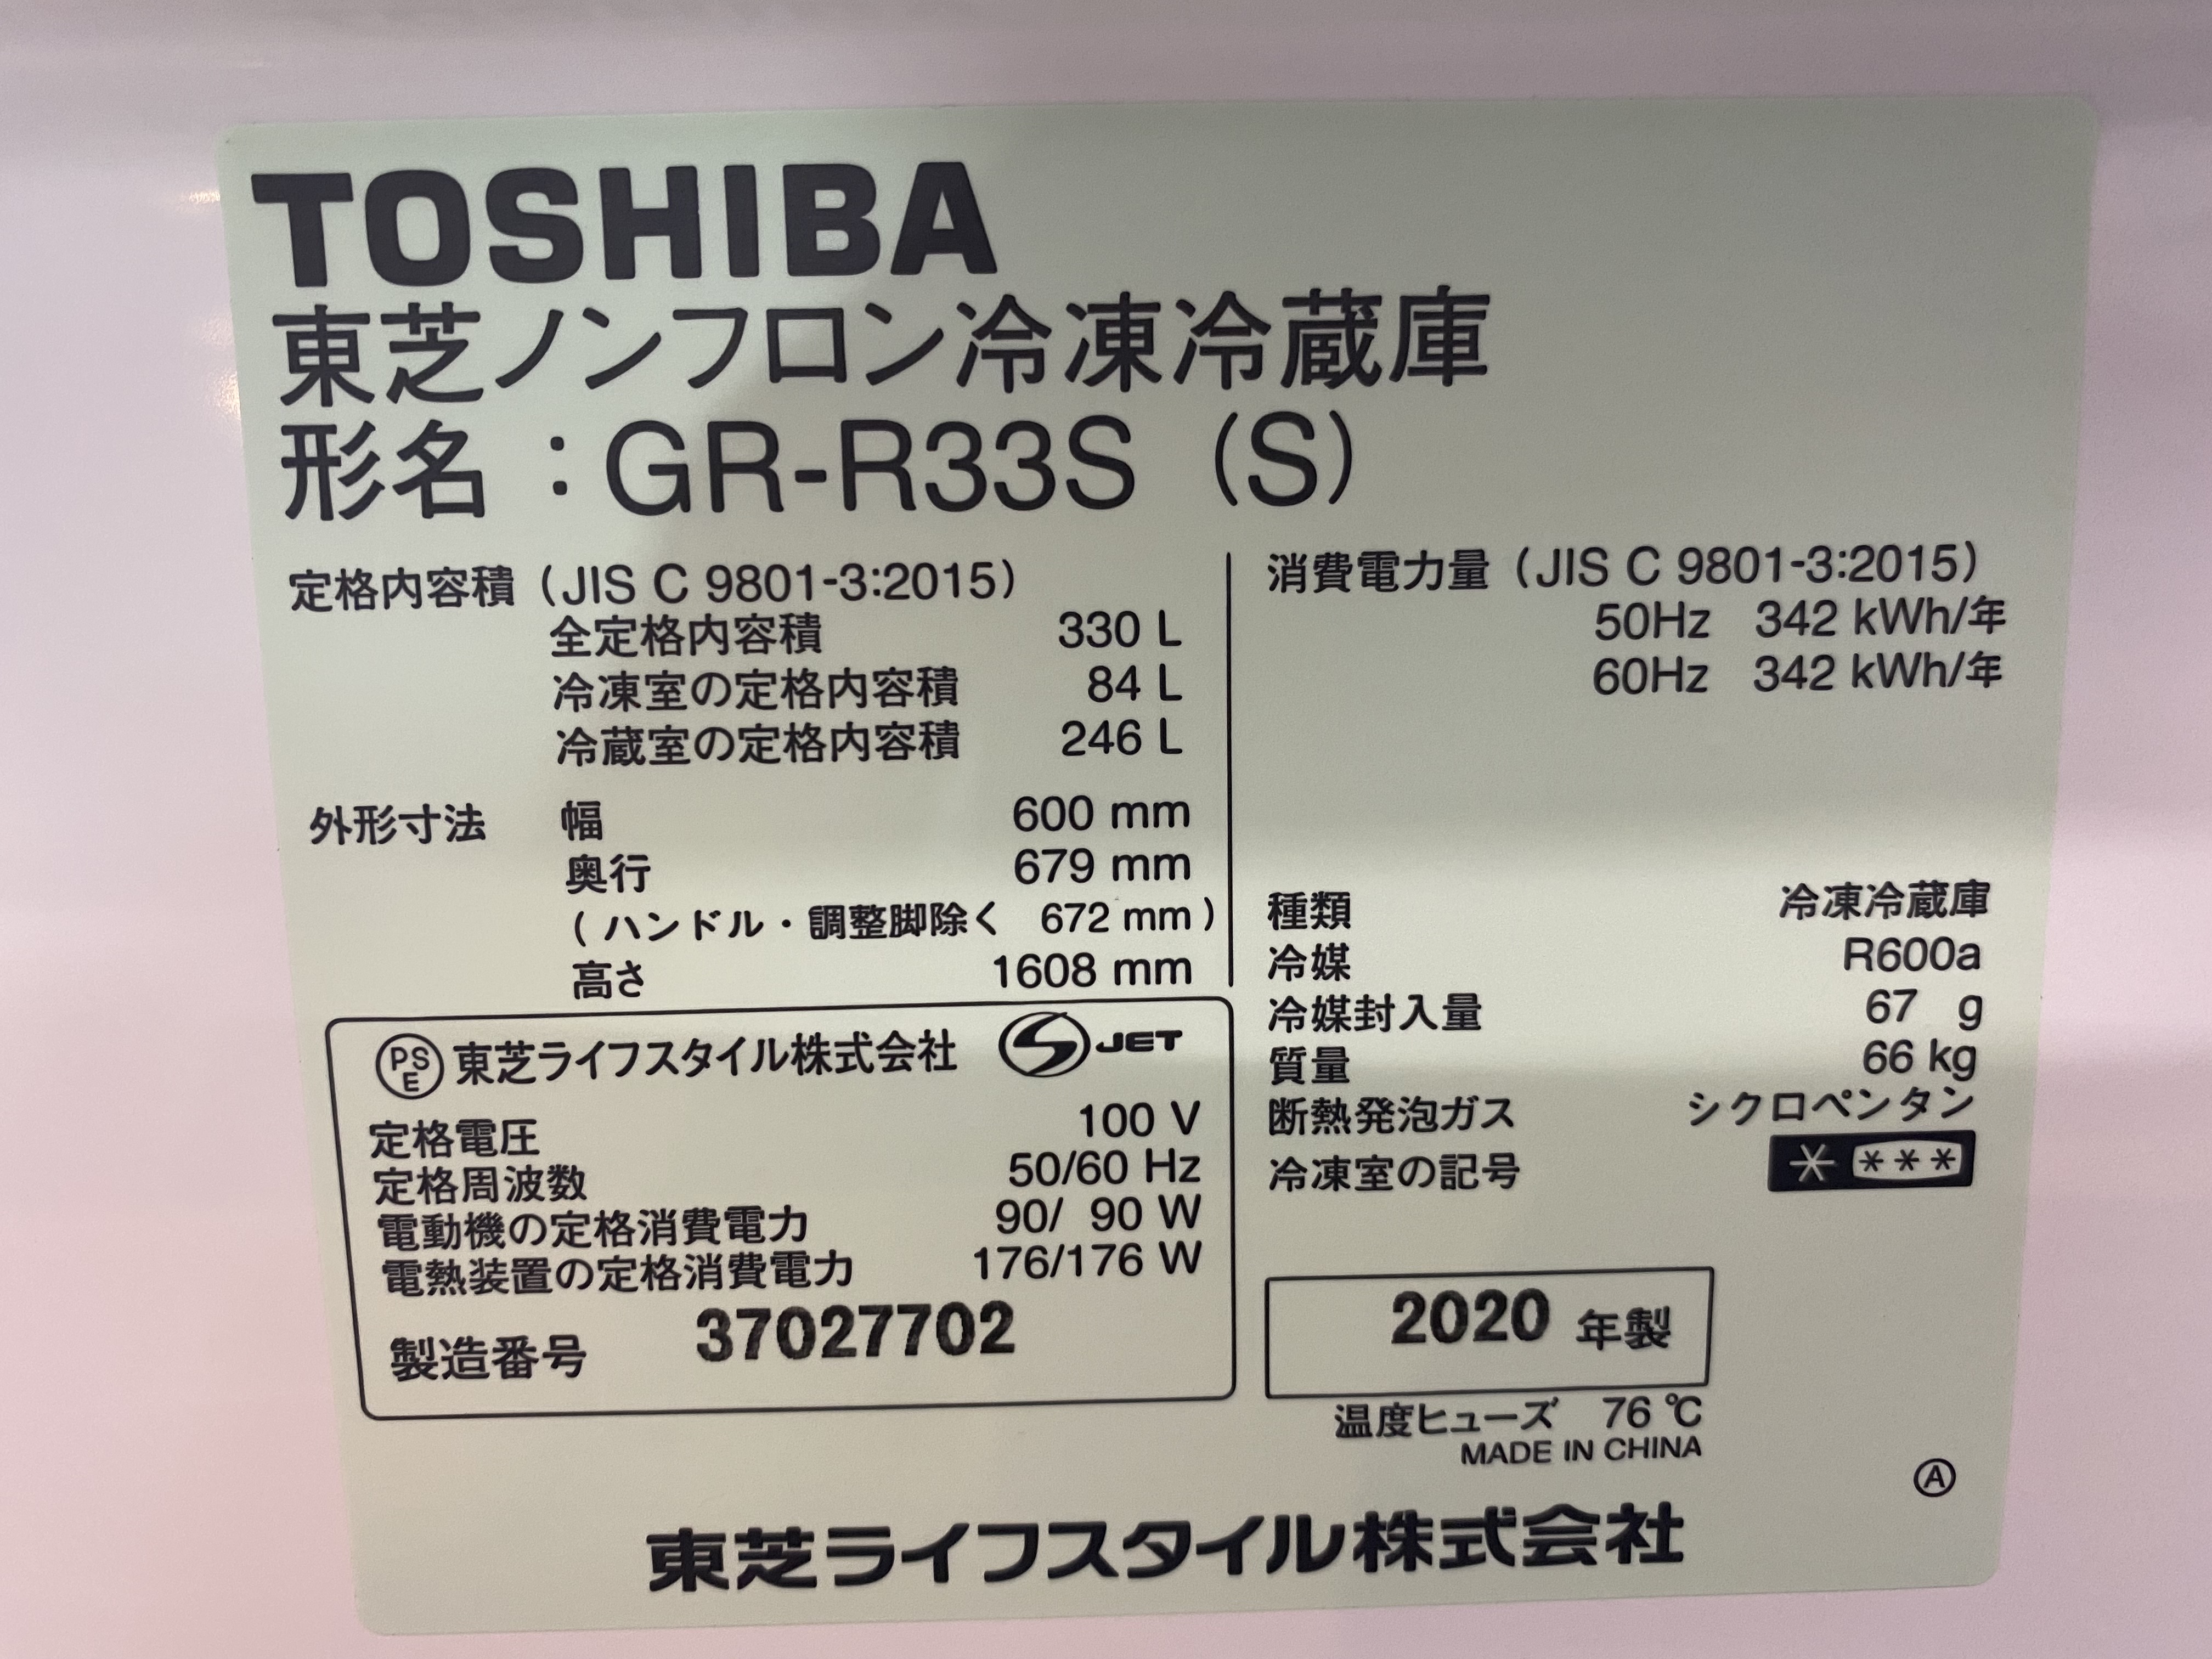 TOSHIBA
東芝ノンフロン冷凍冷蔵庫
形名：GR-R33S (S)
定格内容積（JIS C 9801-3:2015）
全定格内容積 330 L
冷凍室の定格内容積 84 L
冷蔵室の定格内容積 246 L
外形寸法 幅 600 mm
奥行 679 mm
(ハンドル・調整脚除く 672 mm)
高さ 1608 mm
PSE 東芝ライフスタイル株式会社 S JET
定格電圧 100 V
定格周波数 50/60 Hz
電動機の定格消費電力 90/ 90 W
電熱装置の定格消費電力 176/176 W
製造番号 37027702
消費電力量（JIS C 9801-3:2015）
50Hz 342 kWh/年
60Hz 342 kWh/年
種類 冷凍冷蔵庫
冷媒 R600a
冷媒封入量 67 g
質量 66 kg
断熱発泡ガス シクロペンタン
冷凍室の記号 * ***
2020 年製
温度ヒューズ 76 ℃
MADE IN CHINA
Ⓐ
東芝ライフスタイル株式会社